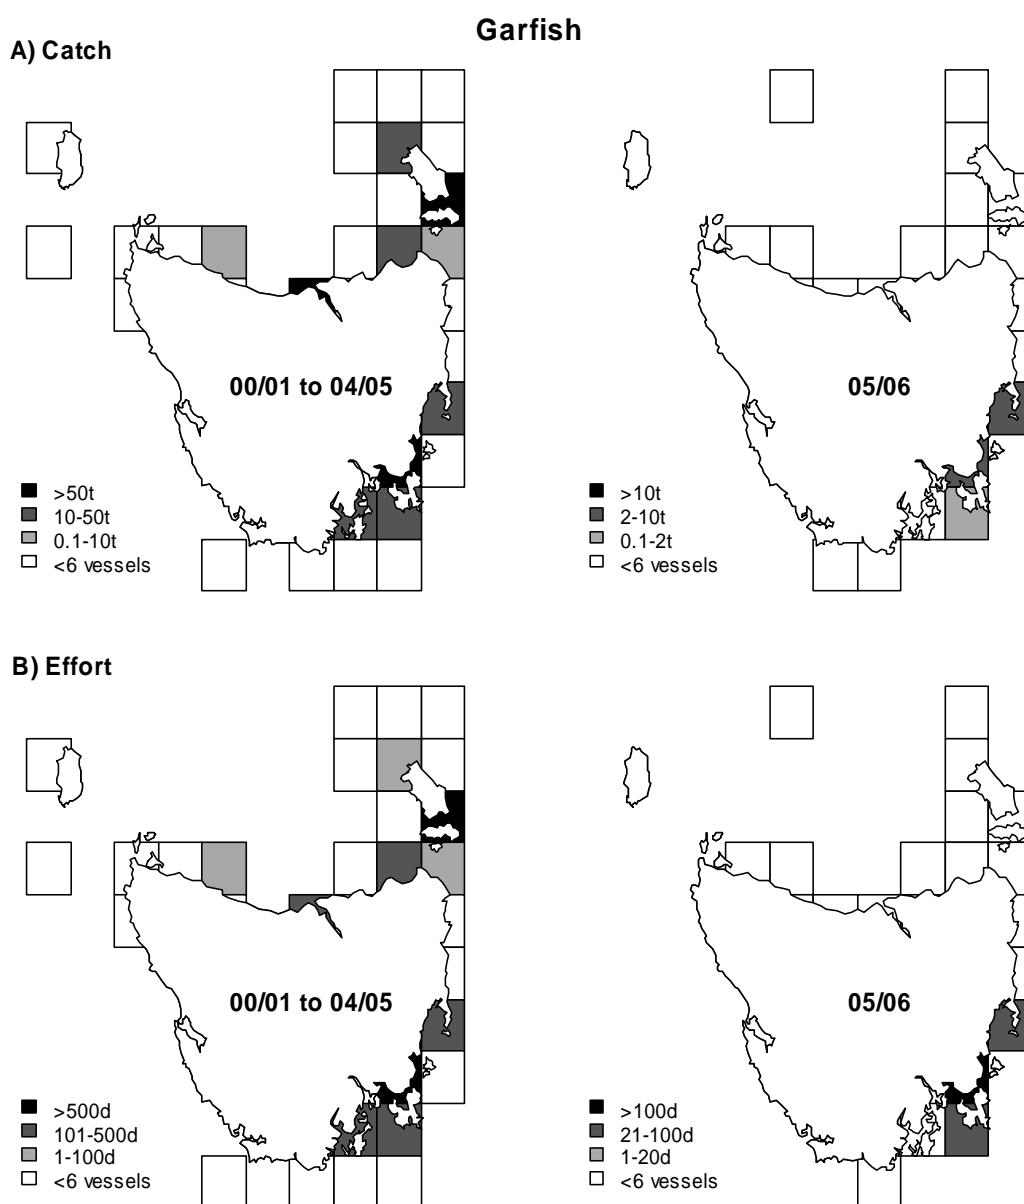 Garfish
A) Catch
00/01 to 04/05
>50t
10-50t
0.1-10t
<6 vessels
05/06
>10t
2-10t
0.1-2t
<6 vessels
B) Effort
00/01 to 04/05
>500d
101-500d
1-100d
<6 vessels
05/06
>100d
21-100d
1-20d
<6 vessels